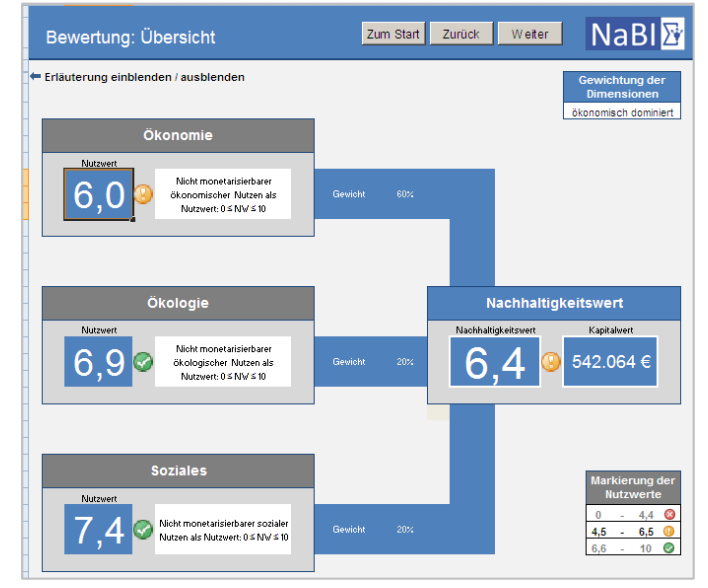 Bewertung: Übersicht
Zum Start
Zurück
Weiter
NaBI
Erläuterung einblenden / ausblenden
Gewichtung der
Dimensionen
ökonomisch dominiert
Ökonomie
Nutzwert
6,0
Nicht monetarisierbarer
ökonomischer Nutzen als
Nutzwert: 0 ≤ NW ≤ 10
Gewicht 60%
Ökologie
Nutzwert
6,9
Nicht monetarisierbarer
ökologischer Nutzen als
Nutzwert: 0 ≤ NW ≤ 10
Gewicht 20%
Nachhaltigkeitswert
Nachhaltigkeitswert
Kapitalwert
6,4
542.064 €
Soziales
Nutzwert
7,4
Nicht monetarisierbarer sozialer
Nutzen als Nutzwert: 0 ≤ NW ≤ 10
Gewicht 20%
Markierung der
Nutzwerte
0 - 4,4
4,5 - 6,5
6,6 - 10